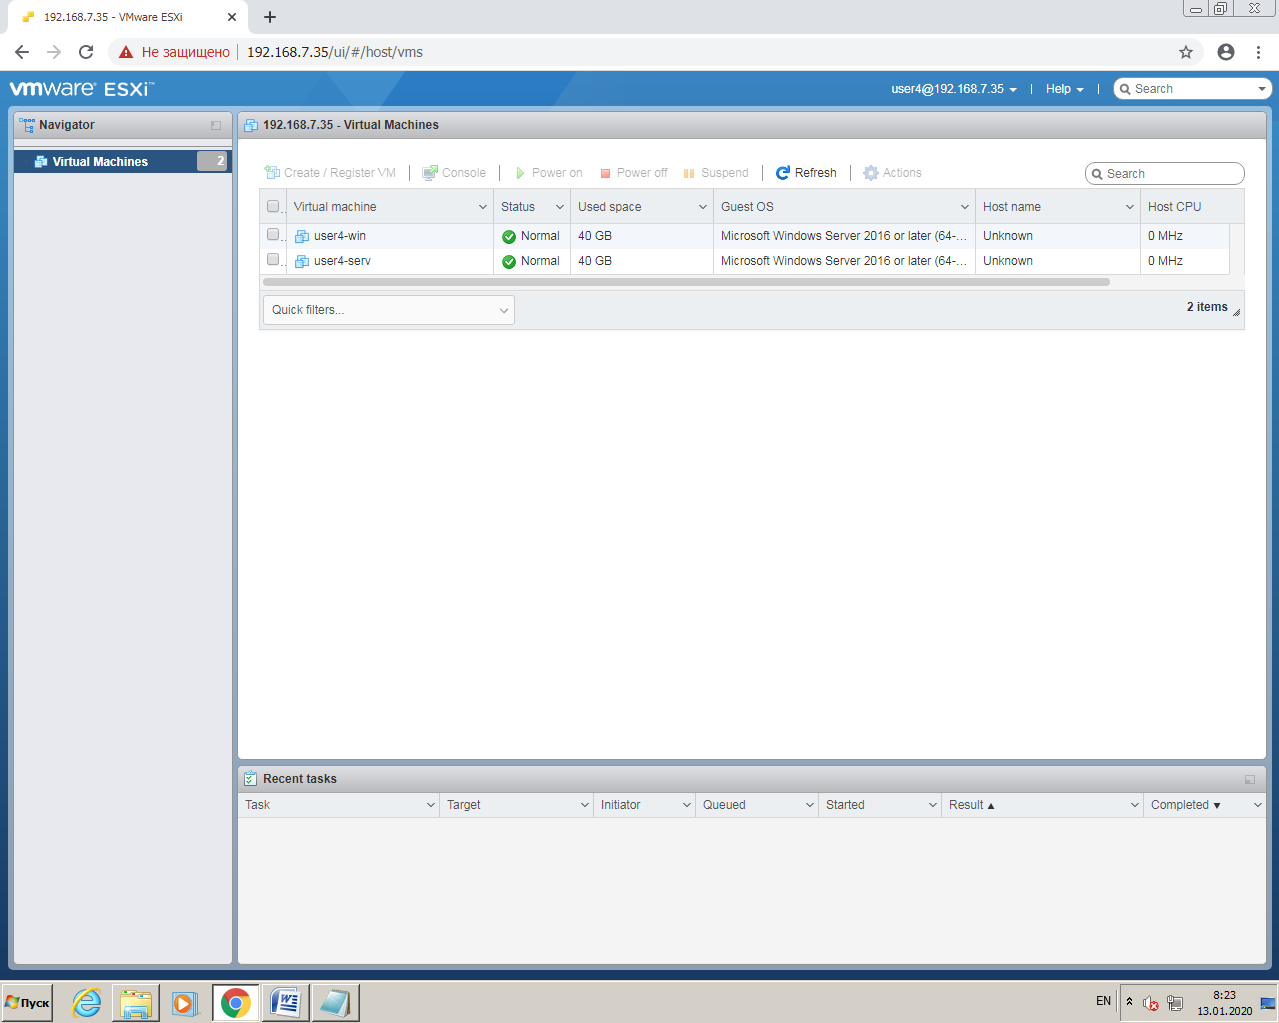 192.168.7.35 - VMware ESXi
Не защищено 192.168.7.35/ui/#/host/vms
vmware ESXi™
user4@192.168.7.35 Help Search
Navigator
Virtual Machines 2
192.168.7.35 - Virtual Machines
Create / Register VM Console Power on Power off Suspend Refresh Actions Search
Virtual machine Status Used space Guest OS Host name Host CPU
user4-win Normal 40 GB Microsoft Windows Server 2016 or later (64-... Unknown 0 MHz
user4-serv Normal 40 GB Microsoft Windows Server 2016 or later (64-... Unknown 0 MHz
Quick filters... 2 items
Recent tasks
Task Target Initiator Queued Started Result ▲ Completed ▼
Пуск EN 8:23
13.01.2020